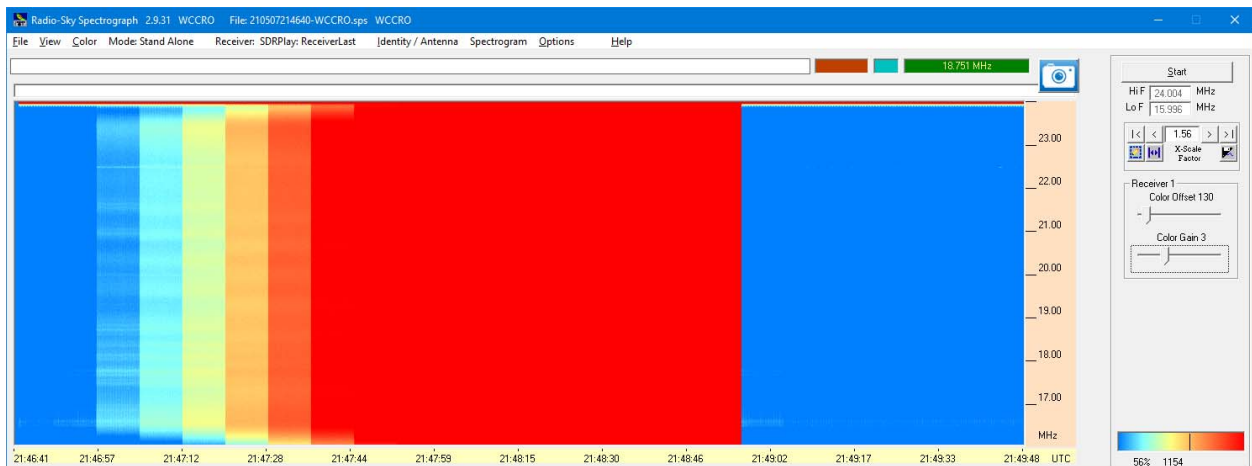 Radio-Sky Spectrograph 2.9.31 WCCRO File: 210507214640-WCCRO.sps WCCRO
File View Color Mode: Stand Alone Receiver: SDRPlay: ReceiverLast Identity / Antenna Spectrogram Options Help
18.751 MHz
Start
Hi F 24.004 MHz
Lo F 15.996 MHz
|< < 1.56 > >|
X-Scale
Factor
Receiver 1
Color Offset 130
Color Gain 3
23.00
22.00
21.00
20.00
19.00
18.00
17.00
MHz
21:46:41 21:46:57 21:47:12 21:47:28 21:47:44 21:47:59 21:48:15 21:48:30 21:48:46 21:49:02 21:49:17 21:49:33 21:49:48 UTC
56% 1154